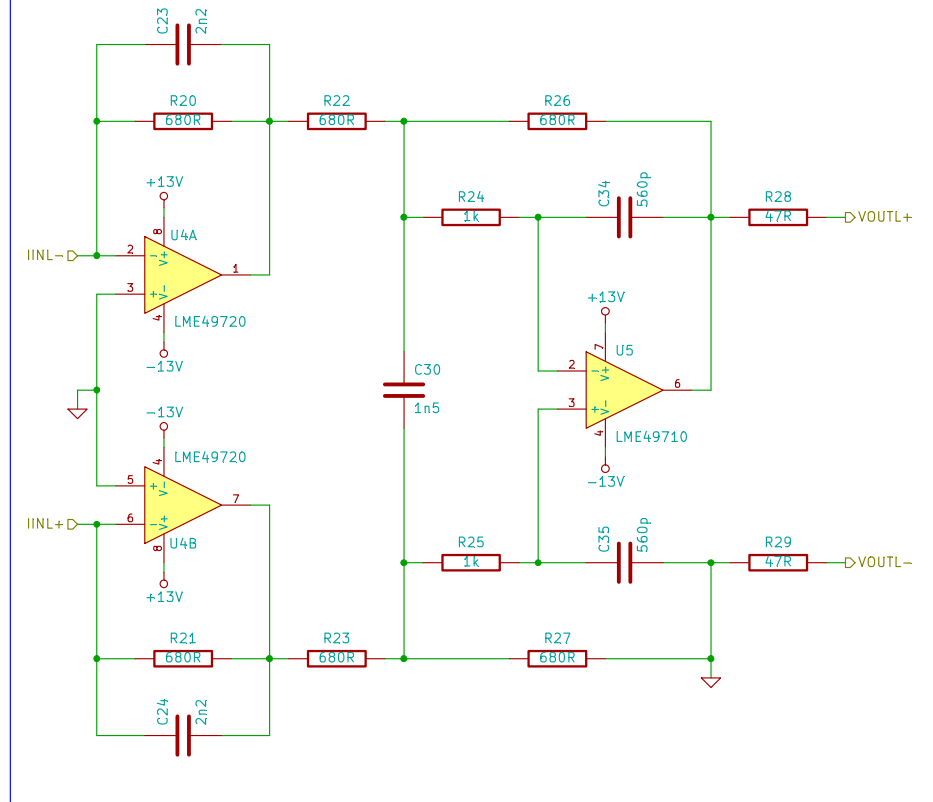 C23
2n2
R20
680R
R22
680R
R26
680R
+13V
R24
1k
C34
560p
R28
47R
VOUTL+
8
U4A
IINL-
2
-
V+
1
3
+
V-
4
LME49720
-13V
+13V
7
U5
C30
1n5
2
-
V+
6
3
+
V-
4
LME49710
-13V
-13V
4
LME49720
5
+
V-
7
IINL+
6
-
V+
8
U4B
+13V
R25
1k
C35
560p
R29
47R
VOUTL-
R21
680R
R23
680R
R27
680R
C24
2n2